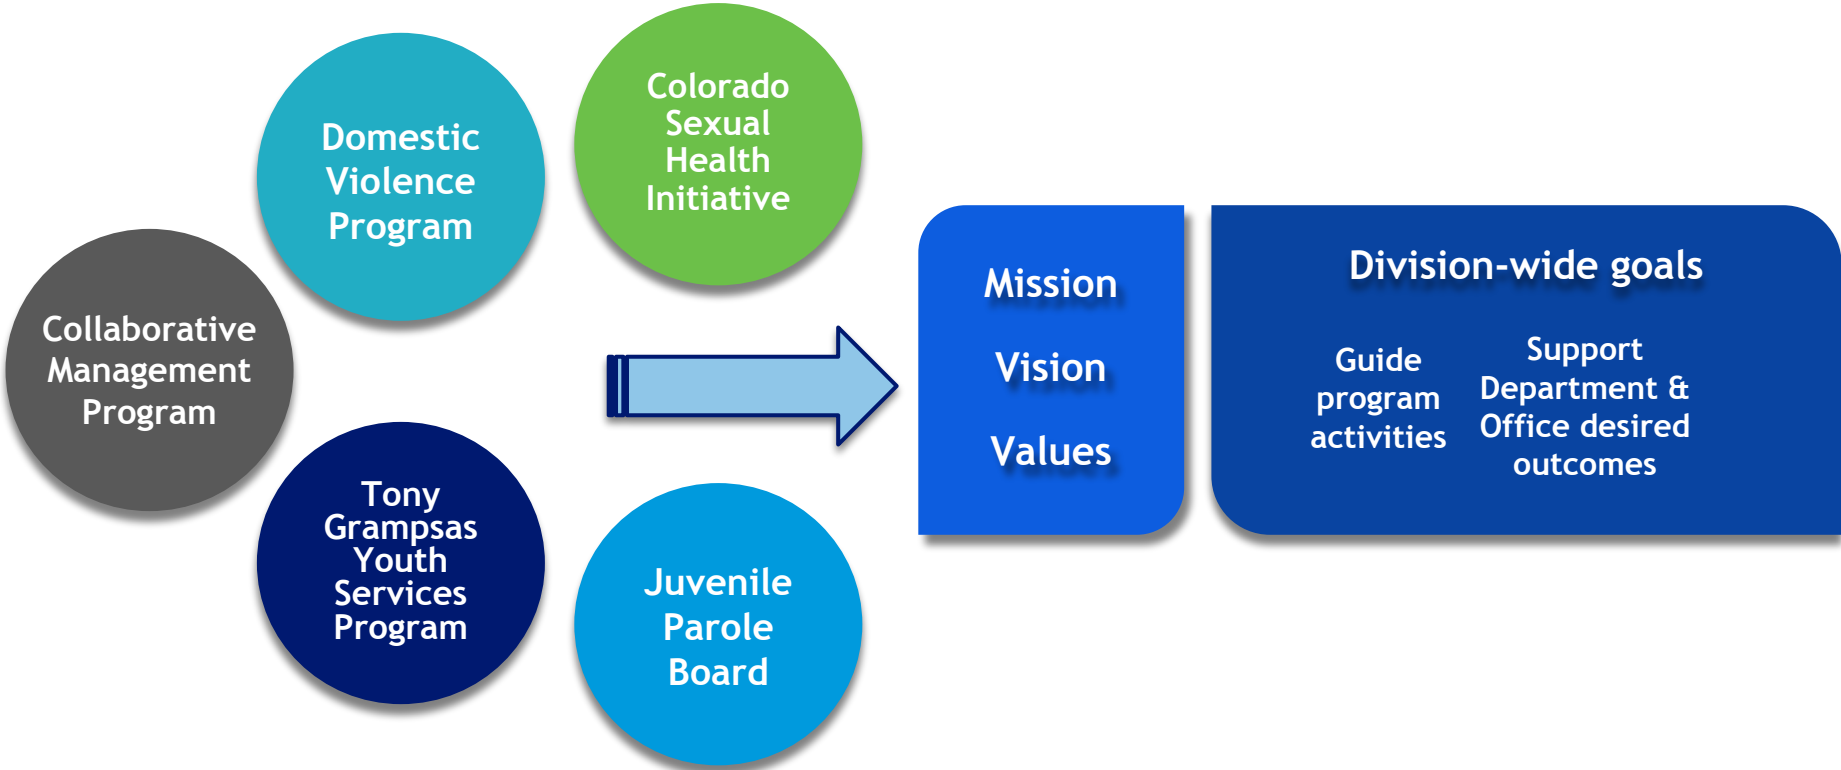 Colorado
Sexual
Health
Initiative
Domestic
Violence
Program
Collaborative
Management
Program
Tony
Grampsas
Youth
Services
Program
Juvenile
Parole
Board
Mission
Vision
Values
Division-wide goals
Guide
program
activities
Support
Department &
Office desired
outcomes